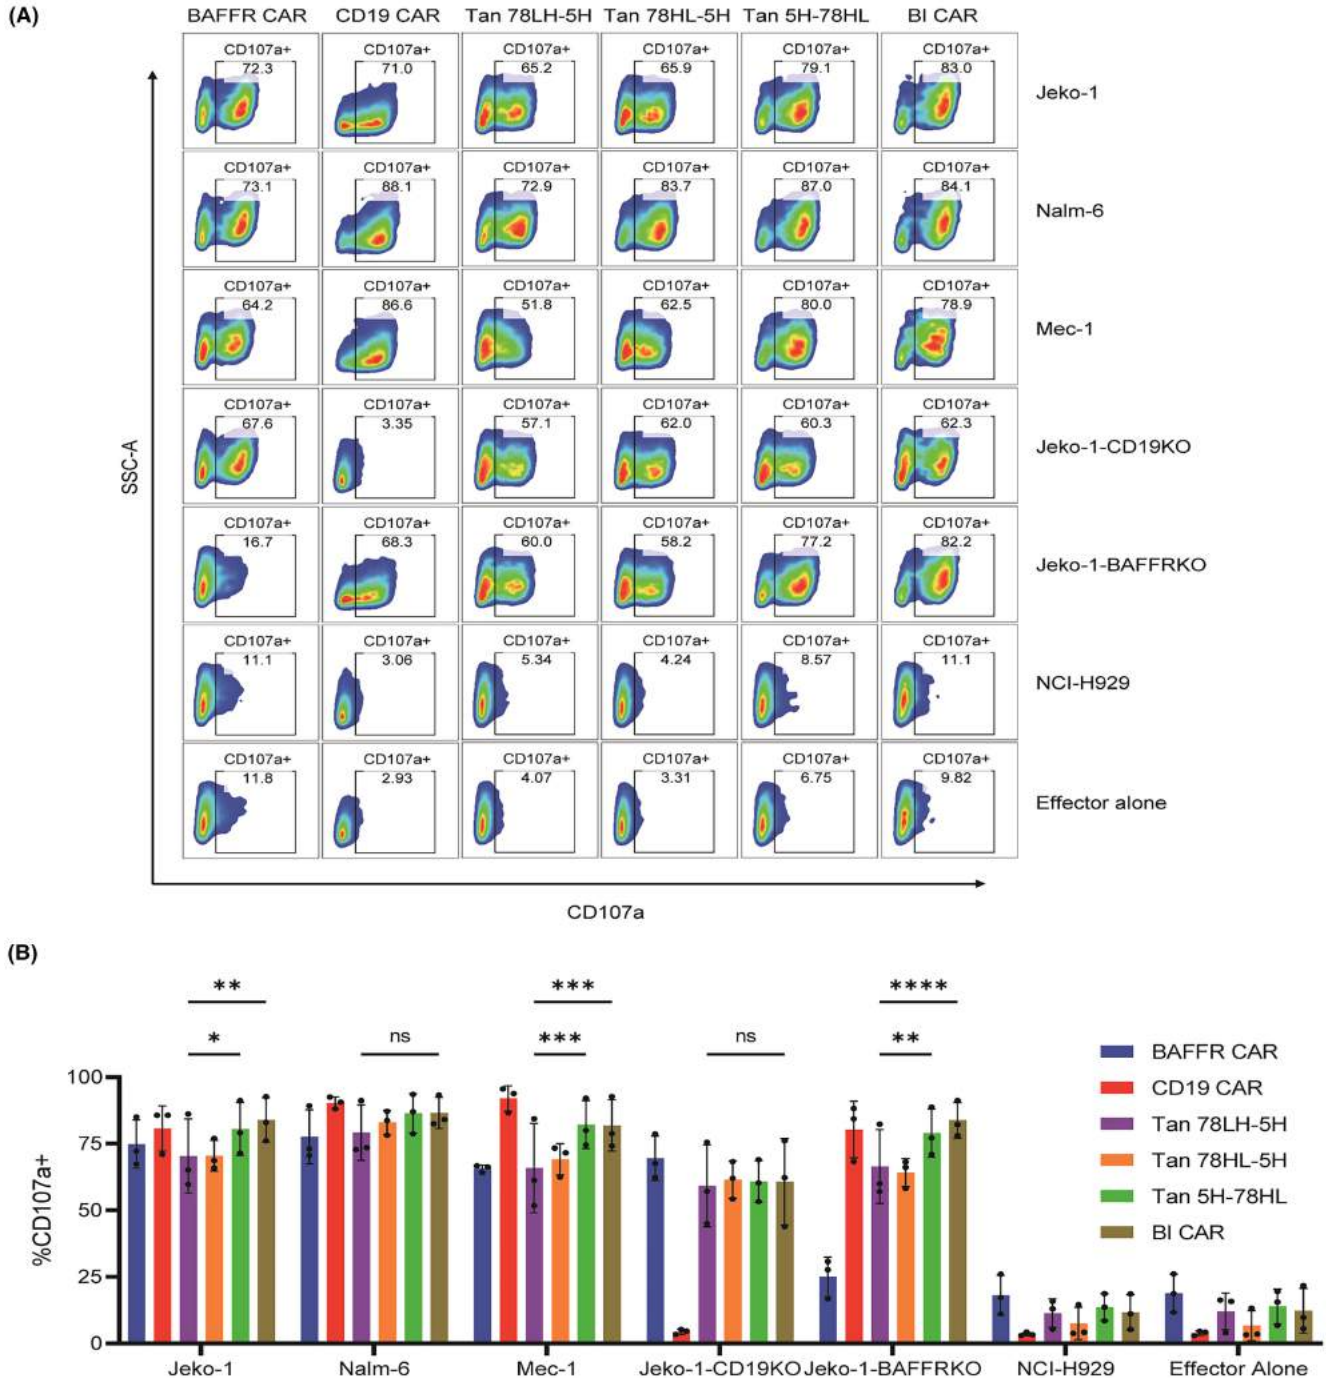 (A)
BAFFR CAR CD19 CAR Tan 78LH-5H Tan 78HL-5H Tan 5H-78HL BI CAR
CD107a+ CD107a+ CD107a+ CD107a+ CD107a+ CD107a+
72.3 71.0 65.2 65.9 79.1 83.0
Jeko-1
CD107a+ CD107a+ CD107a+ CD107a+ CD107a+ CD107a+
73.1 88.1 72.9 83.7 87.0 84.1
Nalm-6
CD107a+ CD107a+ CD107a+ CD107a+ CD107a+ CD107a+
64.2 86.6 51.8 62.5 80.0 78.9
Mec-1
CD107a+ CD107a+ CD107a+ CD107a+ CD107a+ CD107a+
67.6 3.35 57.1 62.0 60.3 62.3
Jeko-1-CD19KO
SSC-A
CD107a+ CD107a+ CD107a+ CD107a+ CD107a+ CD107a+
16.7 68.3 60.0 58.2 77.2 82.2
Jeko-1-BAFFRKO
CD107a+ CD107a+ CD107a+ CD107a+ CD107a+ CD107a+
11.1 3.06 5.34 4.24 8.57 11.1
NCI-H929
CD107a+ CD107a+ CD107a+ CD107a+ CD107a+ CD107a+
11.8 2.93 4.07 3.31 6.75 9.82
Effector alone
CD107a
(B)
** *** ****
* ns *** ns **
BAFFR CAR
CD19 CAR
Tan 78LH-5H
Tan 78HL-5H
Tan 5H-78HL
BI CAR
%CD107a+
100
75
50
25
0
Jeko-1 Nalm-6 Mec-1 Jeko-1-CD19KO Jeko-1-BAFFRKO NCI-H929 Effector Alone